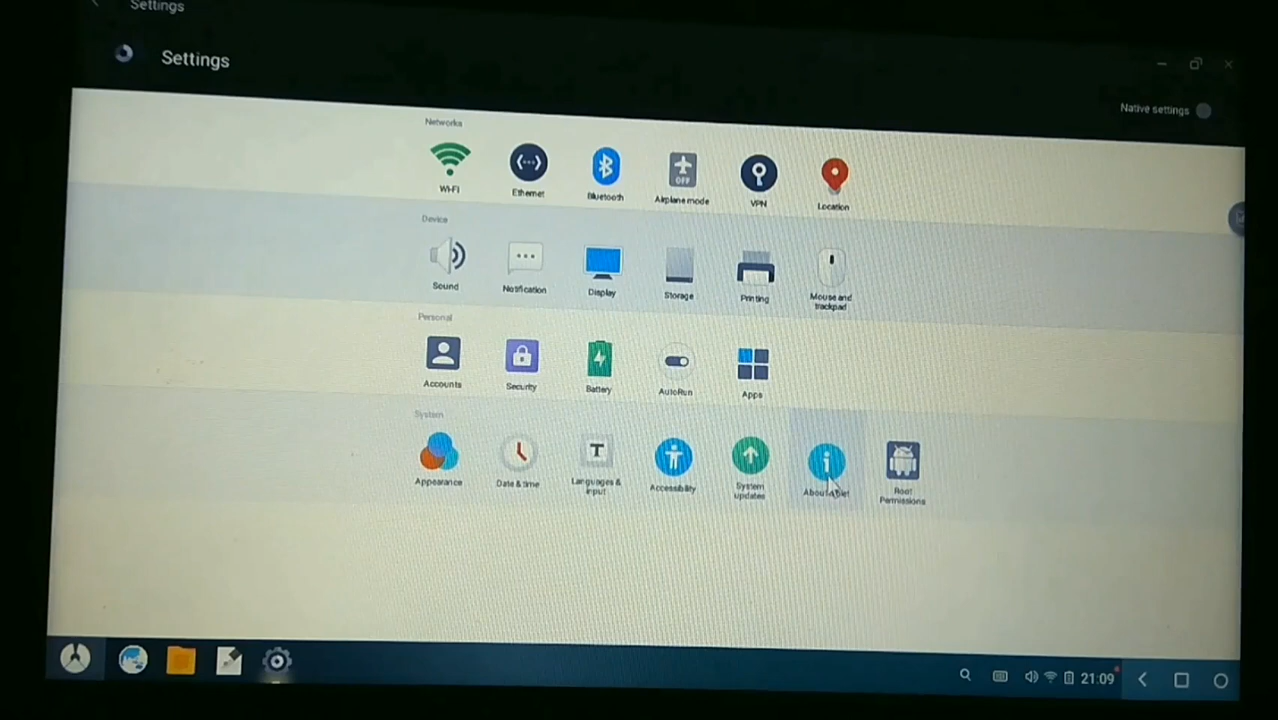 Settings
Settings
Native settings
Networks
Wi-Fi
Ethernet
Bluetooth
OFF
Airplane mode
VPN
Location
Device
Sound
Notification
Display
Storage
Printing
Mouse and
trackpad
Personal
Accounts
Security
Battery
AutoRun
Apps
System
Appearance
Date & time
T
Languages &
input
Accessibility
System
updates
i
About
Root
Permissions
21:09